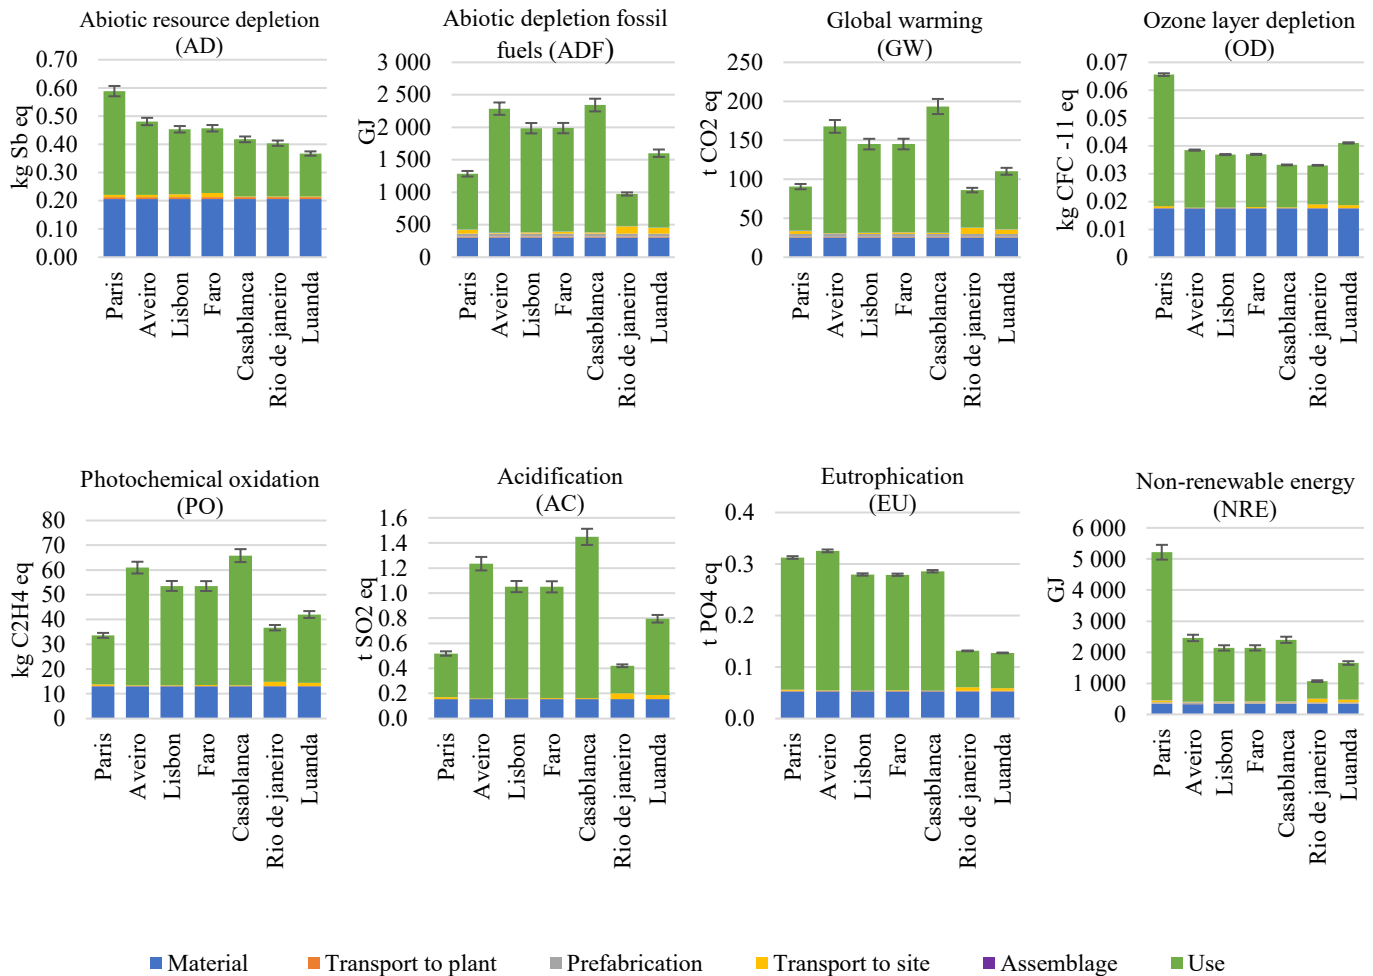 Abiotic resource depletion
(AD)
kg Sb eq
0.70
0.60
0.50
0.40
0.30
0.20
0.10
0.00
Paris
Aveiro
Lisbon
Faro
Casablanca
Rio de janeiro
Luanda
Abiotic depletion fossil
fuels (ADF)
GJ
3 000
2 500
2 000
1 500
1 000
500
0
Paris
Aveiro
Lisbon
Faro
Casablanca
Rio de janeiro
Luanda
Global warming
(GW)
t CO2 eq
250
200
150
100
50
0
Paris
Aveiro
Lisbon
Faro
Casablanca
Rio de janeiro
Luanda
Ozone layer depletion
(OD)
kg CFC -11 eq
0.07
0.06
0.05
0.04
0.03
0.02
0.01
0
Paris
Aveiro
Lisbon
Faro
Casablanca
Rio de janeiro
Luanda
Photochemical oxidation
(PO)
kg C2H4 eq
80
70
60
50
40
30
20
10
0
Paris
Aveiro
Lisbon
Faro
Casablanca
Rio de janeiro
Luanda
Acidification
(AC)
t SO2 eq
1.6
1.4
1.2
1.0
0.8
0.6
0.4
0.2
0.0
Paris
Aveiro
Lisbon
Faro
Casablanca
Rio de janeiro
Luanda
Eutrophication
(EU)
t PO4 eq
0.4
0.3
0.2
0.1
0.0
Paris
Aveiro
Lisbon
Faro
Casablanca
Rio de janeiro
Luanda
Non-renewable energy
(NRE)
GJ
6 000
5 000
4 000
3 000
2 000
1 000
0
Paris
Aveiro
Lisbon
Faro
Casablanca
Rio de janeiro
Luanda
Material
Transport to plant
Prefabrication
Transport to site
Assemblage
Use